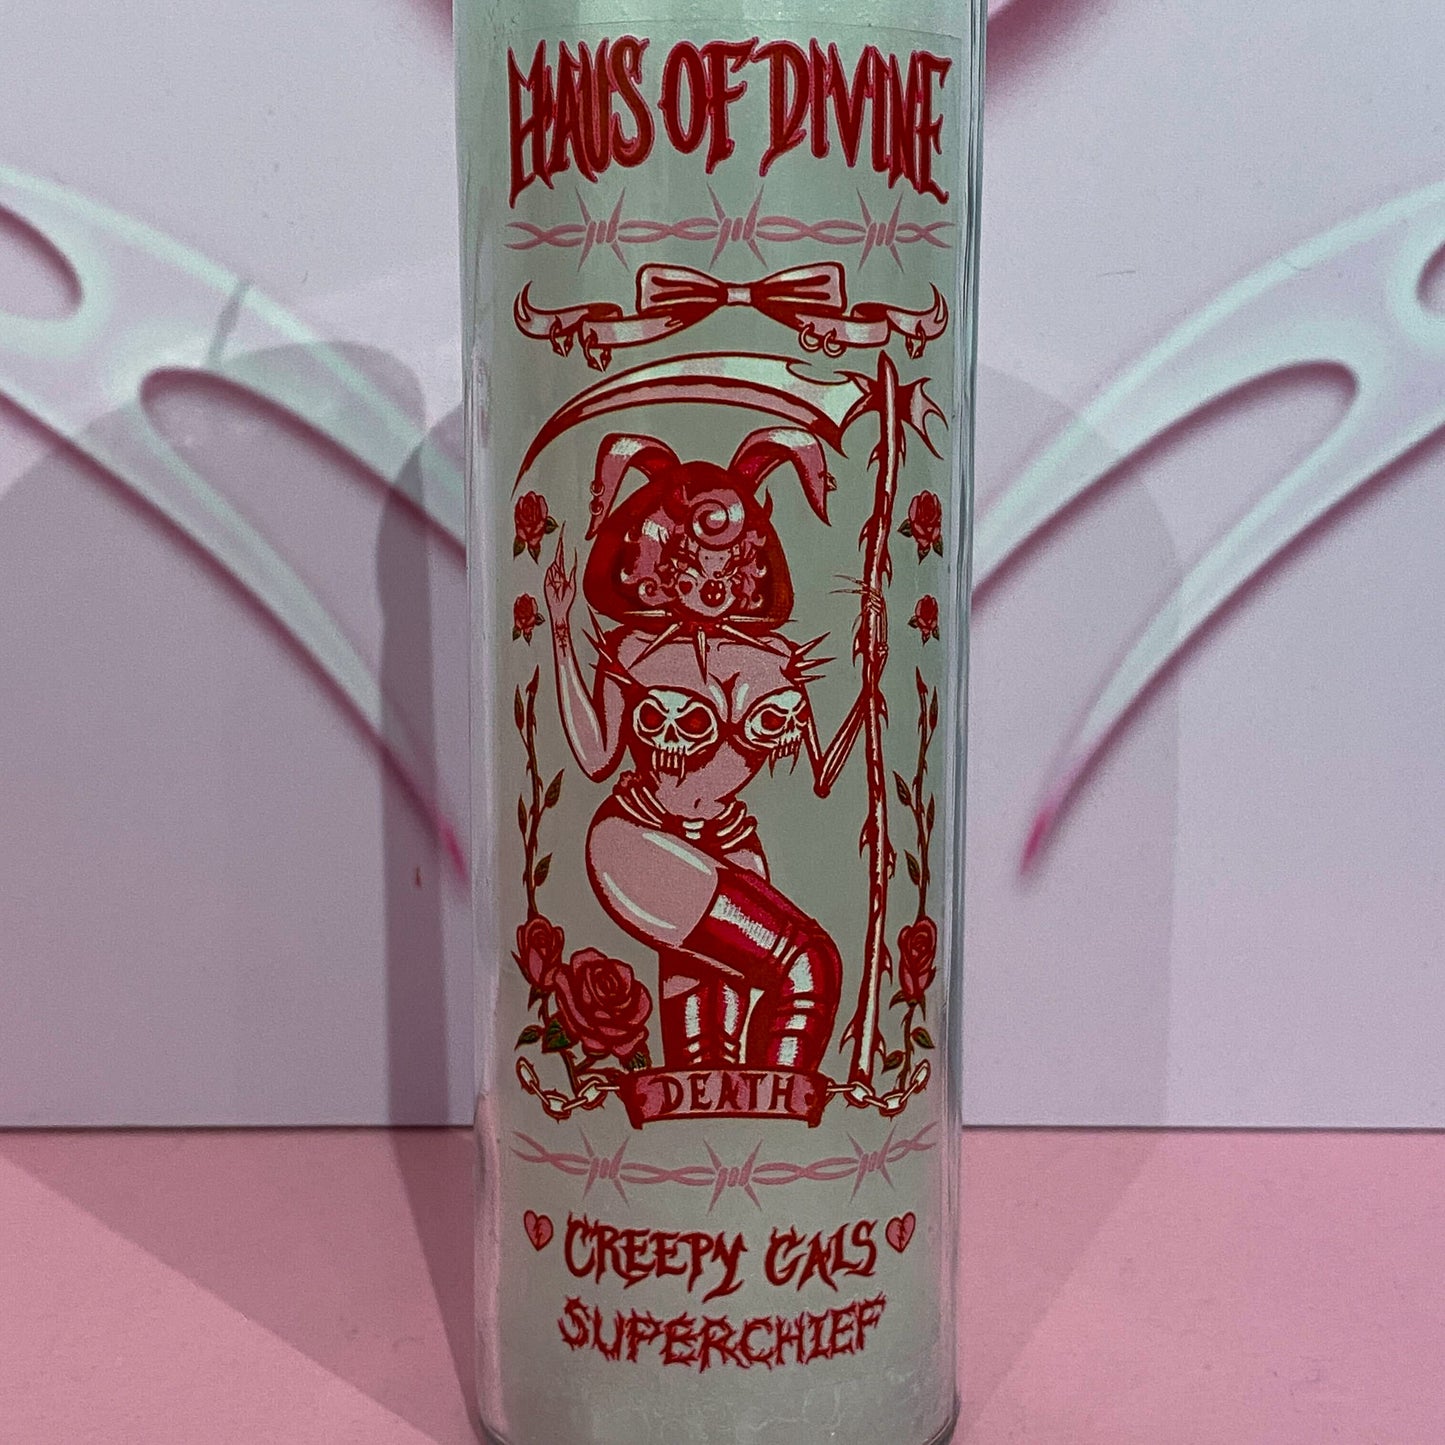 HAUS OF DIVINE
DEATH
CREEPY GALS
SUPERCHIEF